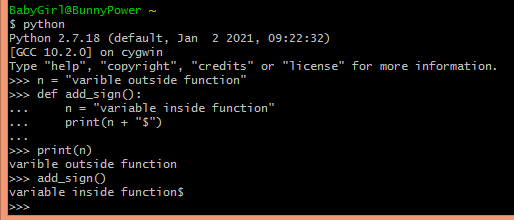 BabyGirl@BunnyPower ~
$ python
Python 2.7.18 (default, Jan  2 2021, 09:22:32)
[GCC 10.2.0] on cygwin
Type "help", "copyright", "credits" or "license" for more information.
>>> n = "varible outside function"
>>> def add_sign():
...     n = "variable inside function"
...     print(n + "$")
...
>>> print(n)
varible outside function
>>> add_sign()
variable inside function$
>>>